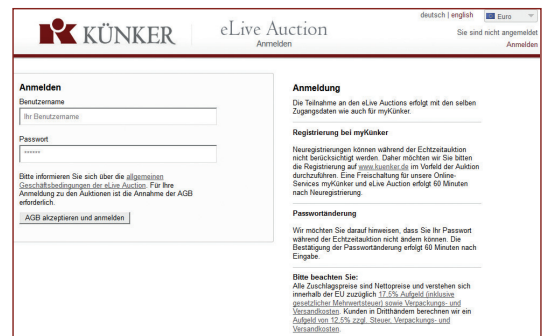 deutsch | english
Euro
KÜNKER
eLive Auction
Anmelden
Sie sind nicht angemeldet
Anmelden
Anmelden
Benutzername
Ihr Benutzername
Passwort
••••••
Bitte informieren Sie sich über die allgemeinen
Geschäftsbedingungen der eLive Auction. Für Ihre
Anmeldung zu den Auktionen ist die Annahme der AGB
erforderlich.
AGB akzeptieren und anmelden
Anmeldung
Die Teilnahme an den eLive Auctions erfolgt mit den selben
Zugangsdaten wie auch für myKünker.
Registrierung bei myKünker
Neuregistrierungen können während der Echtzeitauktion
nicht berücksichtigt werden. Daher möchten wir Sie bitten
die Registrierung auf www.kuenker.de im Vorfeld der Auktion
durchzuführen. Eine Freischaltung für unsere Online-
Services myKünker und eLive Auction erfolgt 60 Minuten
nach Neuregistrierung.
Passwortänderung
Wir möchten Sie darauf hinweisen, dass Sie Ihr Passwort
während der Echtzeitauktion nicht ändern können. Die
Bestätigung der Passwortänderung erfolgt 60 Minuten nach
Eingabe.
Bitte beachten Sie:
Alle Zuschlagspreise sind Nettopreise und verstehen sich
innerhalb der EU zuzüglich 17.5% Aufgeld (inklusive
gesetzlicher Mehrwertsteuer) sowie Verpackungs- und
Versandkosten. Kunden in Drittländern berechnen wir ein
Aufgeld von 12.5% zzgl. Steuer, Verpackungs- und
Versandkosten.